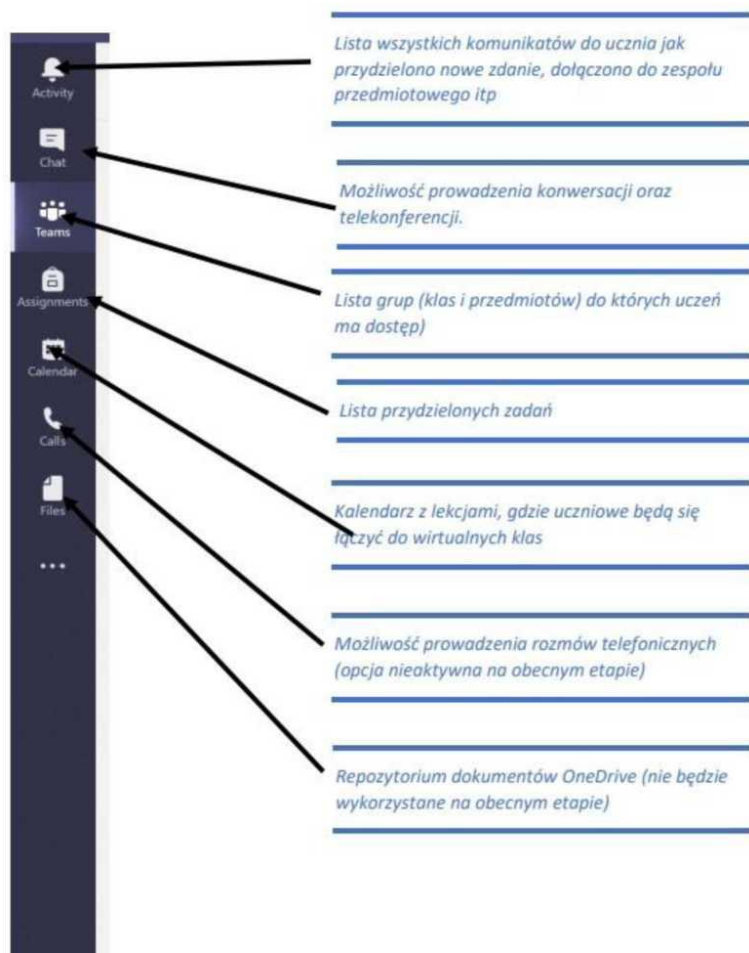 Activity
Lista wszystkich komunikatów do ucznia jak
przydzielono nowe zdanie, dołączono do zespołu
przedmiotowego itp
Chat
Możliwość prowadzenia konwersacji oraz
telekonferencji.
Teams
Lista grup (klas i przedmiotów) do których uczeń
ma dostęp)
Assignments
Lista przydzielonych zadań
Calendar
Kalendarz z lekcjami, gdzie uczniowe będą się
łączyć do wirtualnych klas
Calls
Możliwość prowadzenia rozmów telefonicznych
(opcja nieaktywna na obecnym etapie)
Files
Repozytorium dokumentów OneDrive (nie będzie
wykorzystane na obecnym etapie)